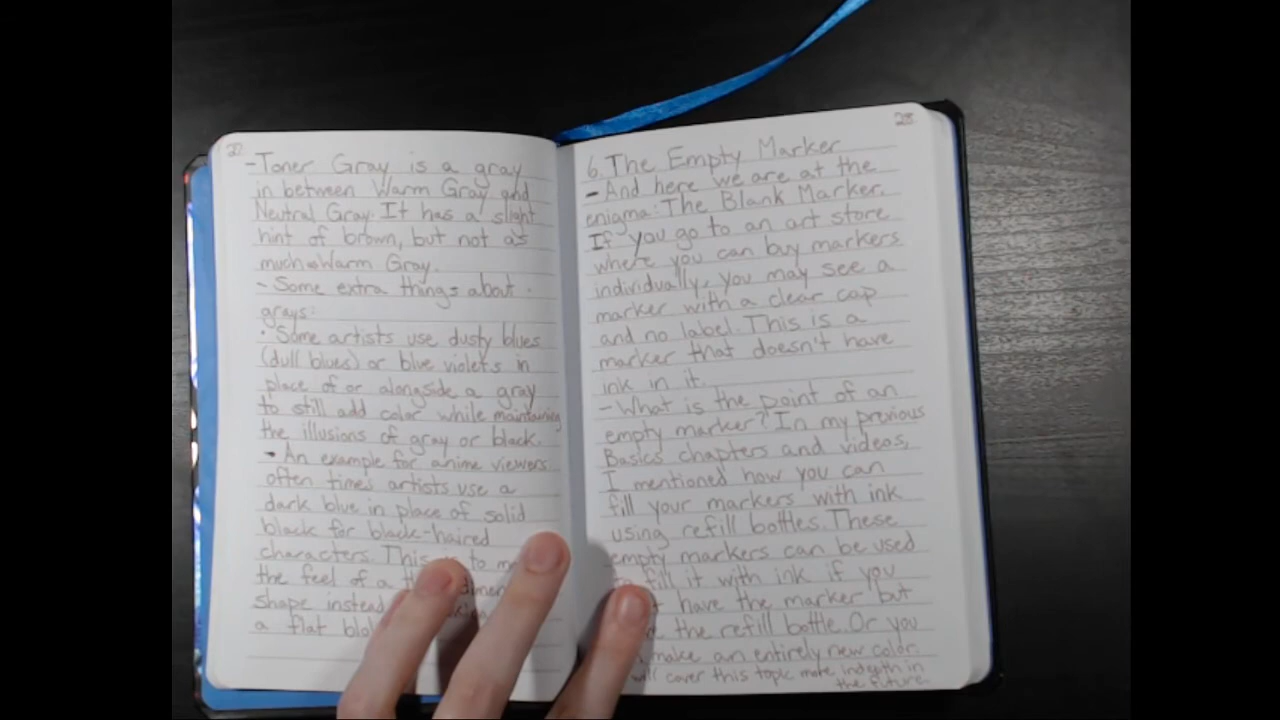 27
-Toner Gray is a gray
in between Warm Gray and
Neutral Gray. It has a slight
hint of brown, but not as
much as Warm Gray.
- Some extra things about
grays:
• Some artists use dusty blues
(dull blues) or blue violets in
place of or alongside a gray
to still add color while maintaining
the illusions of gray or black.
- An example for anime viewers
often times artists use a
dark blue in place of solid
black for black-haired
characters. This is to
the feel of a
shape instead
a flat
28
6. The Empty Marker
- And here we are at the
enigma: The Blank Marker.
If you go to an art store
where you can buy markers
individually, you may see a
marker with a clear cap
and no label. This is a
marker that doesn't have
ink in it.
- What is the point of an
empty marker? In my previous
Basics chapters and videos,
I mentioned how you can
fill your markers with ink
using refill bottles. These
empty markers can be used
fill it with ink if you
have the marker but
the refill bottle. Or you
make an entirely new color.
will cover this topic more indepth in
the future.